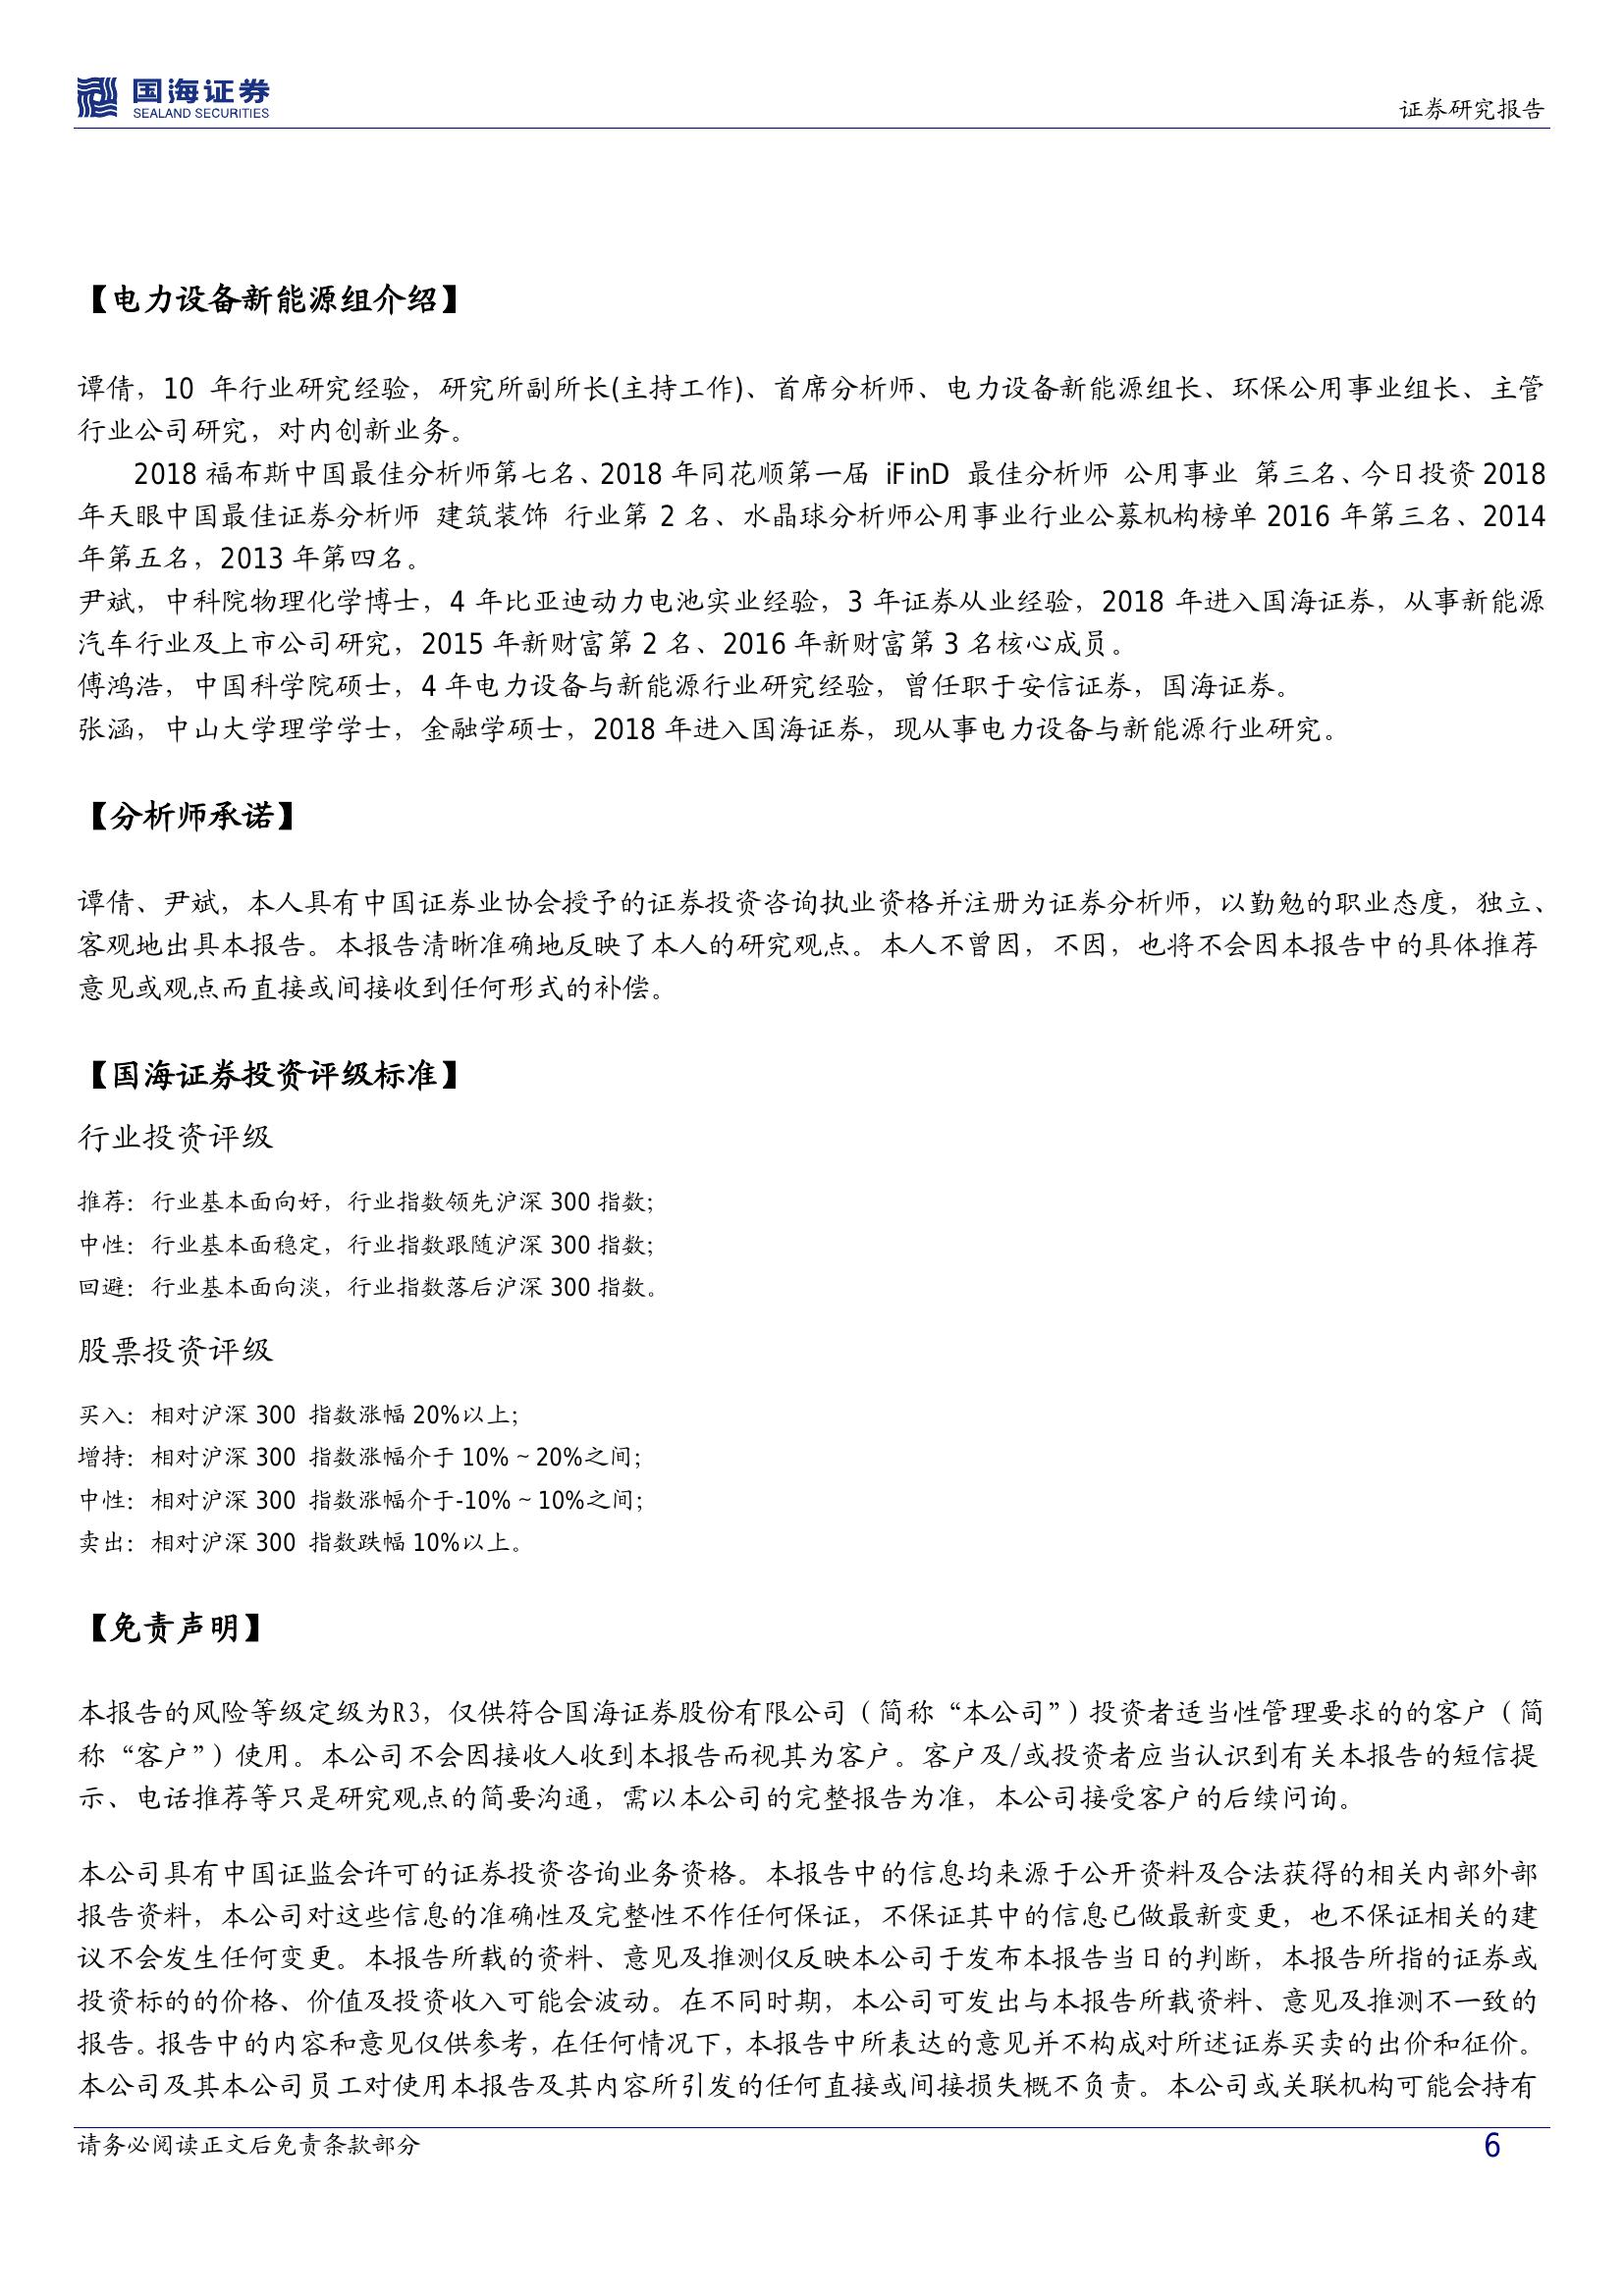 国海证券
SEALAND SECURITIES
证券研究报告
【电力设备新能源组介绍】
谭倩，10 年行业研究经验，研究所副所长(主持工作)、首席分析师、电力设备新能源组长、环保公用事业组长、主管
行业公司研究，对内创新业务。
2018 福布斯中国最佳分析师第七名、2018 年同花顺第一届 iFinD 最佳分析师 公用事业 第三名、今日投资 2018
年天眼中国最佳证券分析师 建筑装饰 行业第 2 名、水晶球分析师公用事业行业公募机构榜单 2016 年第三名、2014
年第五名，2013 年第四名。
尹斌，中科院物理化学博士，4 年比亚迪动力电池实业经验，3 年证券从业经验，2018 年进入国海证券，从事新能源
汽车行业及上市公司研究，2015 年新财富第 2 名、2016 年新财富第 3 名核心成员。
傅鸿浩，中国科学院硕士，4 年电力设备与新能源行业研究经验，曾任职于安信证券，国海证券。
张涵，中山大学理学学士，金融学硕士，2018 年进入国海证券，现从事电力设备与新能源行业研究。
【分析师承诺】
谭倩、尹斌，本人具有中国证券业协会授予的证券投资咨询执业资格并注册为证券分析师，以勤勉的职业态度，独立、
客观地出具本报告。本报告清晰准确地反映了本人的研究观点。本人不曾因，不因，也将不会因本报告中的具体推荐
意见或观点而直接或间接收到任何形式的补偿。
【国海证券投资评级标准】
行业投资评级
推荐：行业基本面向好，行业指数领先沪深 300 指数；
中性：行业基本面稳定，行业指数跟随沪深 300 指数；
回避：行业基本面向淡，行业指数落后沪深 300 指数。
股票投资评级
买入：相对沪深 300 指数涨幅 20%以上；
增持：相对沪深 300 指数涨幅介于 10%～20%之间；
中性：相对沪深 300 指数涨幅介于-10%～10%之间；
卖出：相对沪深 300 指数跌幅 10%以上。
【免责声明】
本报告的风险等级定级为R3，仅供符合国海证券股份有限公司（简称“本公司”）投资者适当性管理要求的的客户（简
称“客户”）使用。本公司不会因接收人收到本报告而视其为客户。客户及/或投资者应当认识到有关本报告的短信提
示、电话推荐等只是研究观点的简要沟通，需以本公司的完整报告为准，本公司接受客户的后续问询。
本公司具有中国证监会许可的证券投资咨询业务资格。本报告中的信息均来源于公开资料及合法获得的相关内部外部
报告资料，本公司对这些信息的准确性及完整性不作任何保证，不保证其中的信息已做最新变更，也不保证相关的建
议不会发生任何变更。本报告所载的资料、意见及推测仅反映本公司于发布本报告当日的判断，本报告所指的证券或
投资标的的价格、价值及投资收入可能会波动。在不同时期，本公司可发出与本报告所载资料、意见及推测不一致的
报告。报告中的内容和意见仅供参考，在任何情况下，本报告中所表达的意见并不构成对所述证券买卖的出价和征价。
本公司及其本公司员工对使用本报告及其内容所引发的任何直接或间接损失概不负责。本公司或关联机构可能会持有
请务必阅读正文后免责条款部分
6